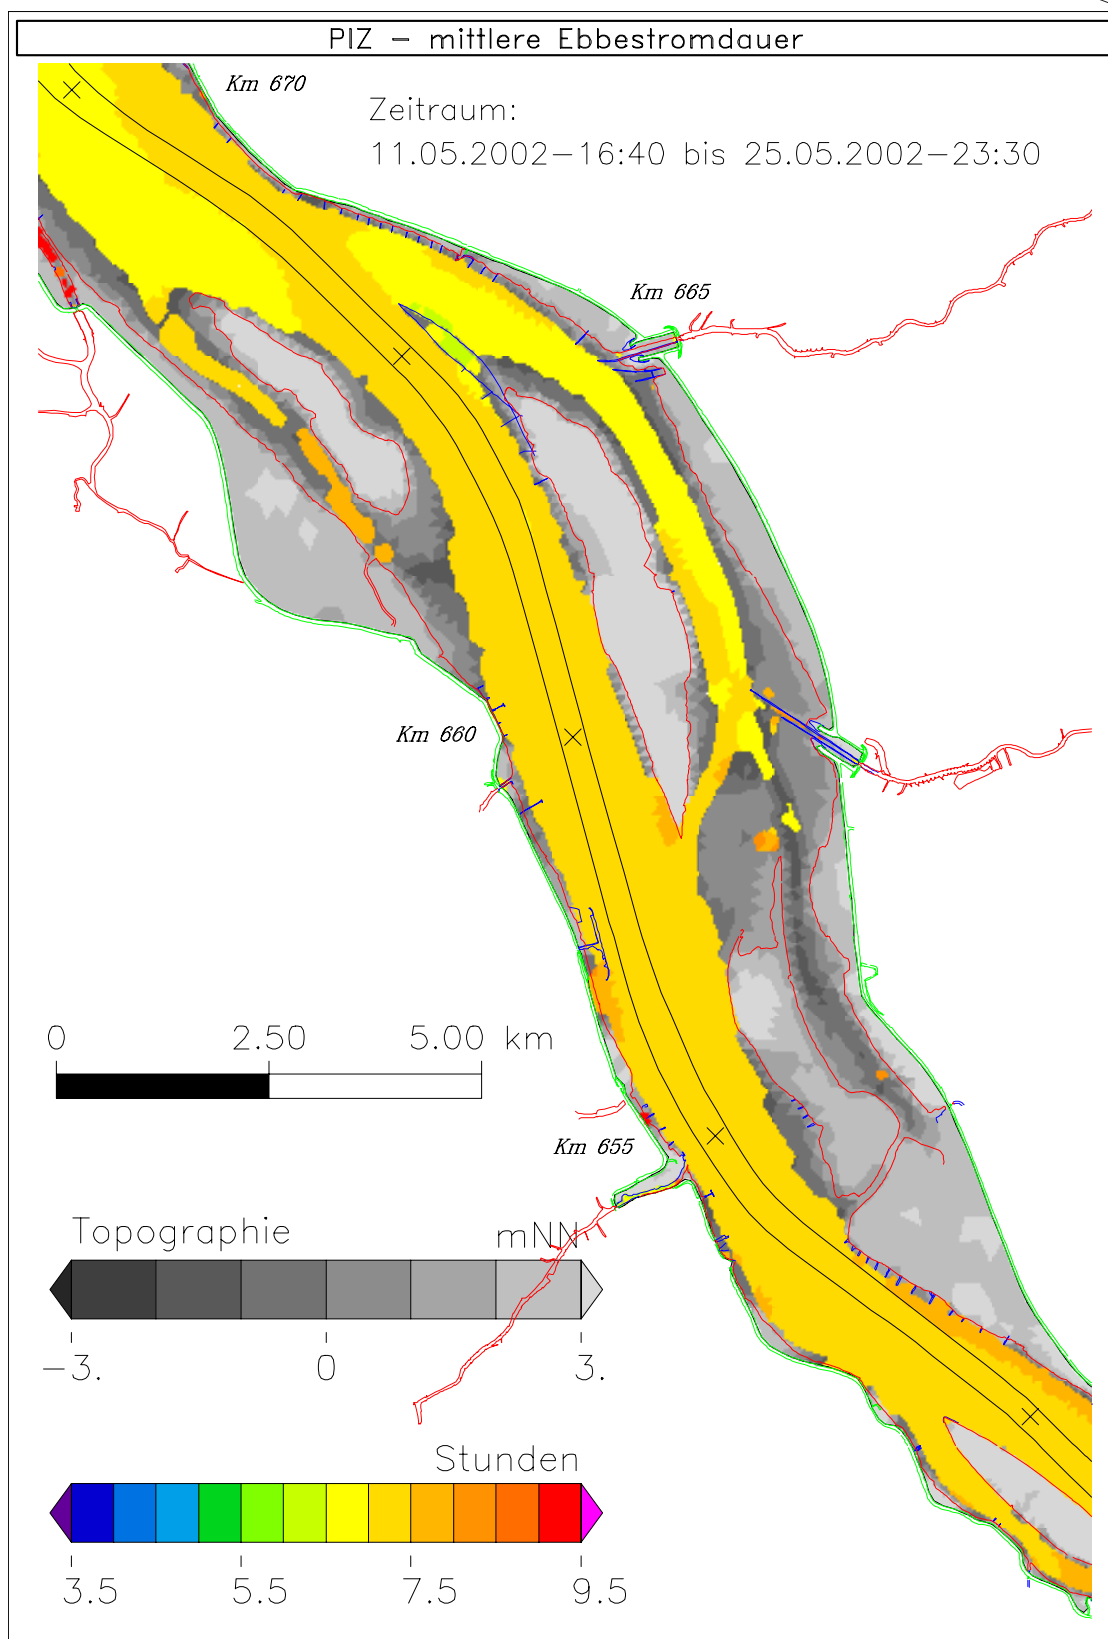 PIZ – mittlere Ebbestromdauer
Km 670
Zeitraum:
11.05.2002–16:40 bis 25.05.2002–23:30
Km 665
Km 660
0 2.50 5.00 km
Km 655
Topographie mNN
−3. 0 3.
Stunden
3.5 5.5 7.5 9.5